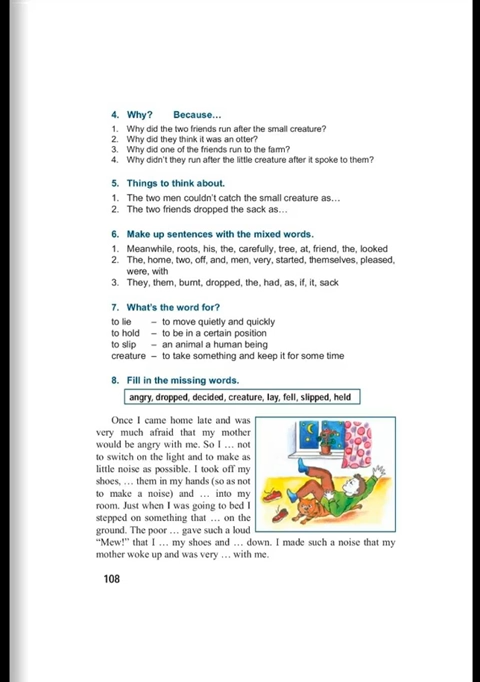 4. Why? Because...
1. Why did the two friends run after the small creature?
2. Why did they think it was an otter?
3. Why did one of the friends run to the farm?
4. Why didn't they run after the little creature after it spoke to them?
5. Things to think about.
1. The two men couldn't catch the small creature as...
2. The two friends dropped the sack as...
6. Make up sentences with the mixed words.
1. Meanwhile, roots, his, the, carefully, tree, at, friend, the, looked
2. The, home, two, off, and, men, very, started, themselves, pleased,
were, with
3. They, them, burnt, dropped, the, had, as, if, it, sack
7. What's the word for?
to lie – to move quietly and quickly
to hold – to be in a certain position
to slip – an animal a human being
creature – to take something and keep it for some time
8. Fill in the missing words.
angry, dropped, decided, creature, lay, fell, slipped, held
Once I came home late and was
very much afraid that my mother
would be angry with me. So I ... not
to switch on the light and to make as
little noise as possible. I took off my
shoes, ... them in my hands (so as not
to make a noise) and ... into my
room. Just when I was going to bed I
stepped on something that ... on the
ground. The poor ... gave such a loud
"Mew!" that I ... my shoes and ... down. I made such a noise that my
mother woke up and was very ... with me.
108